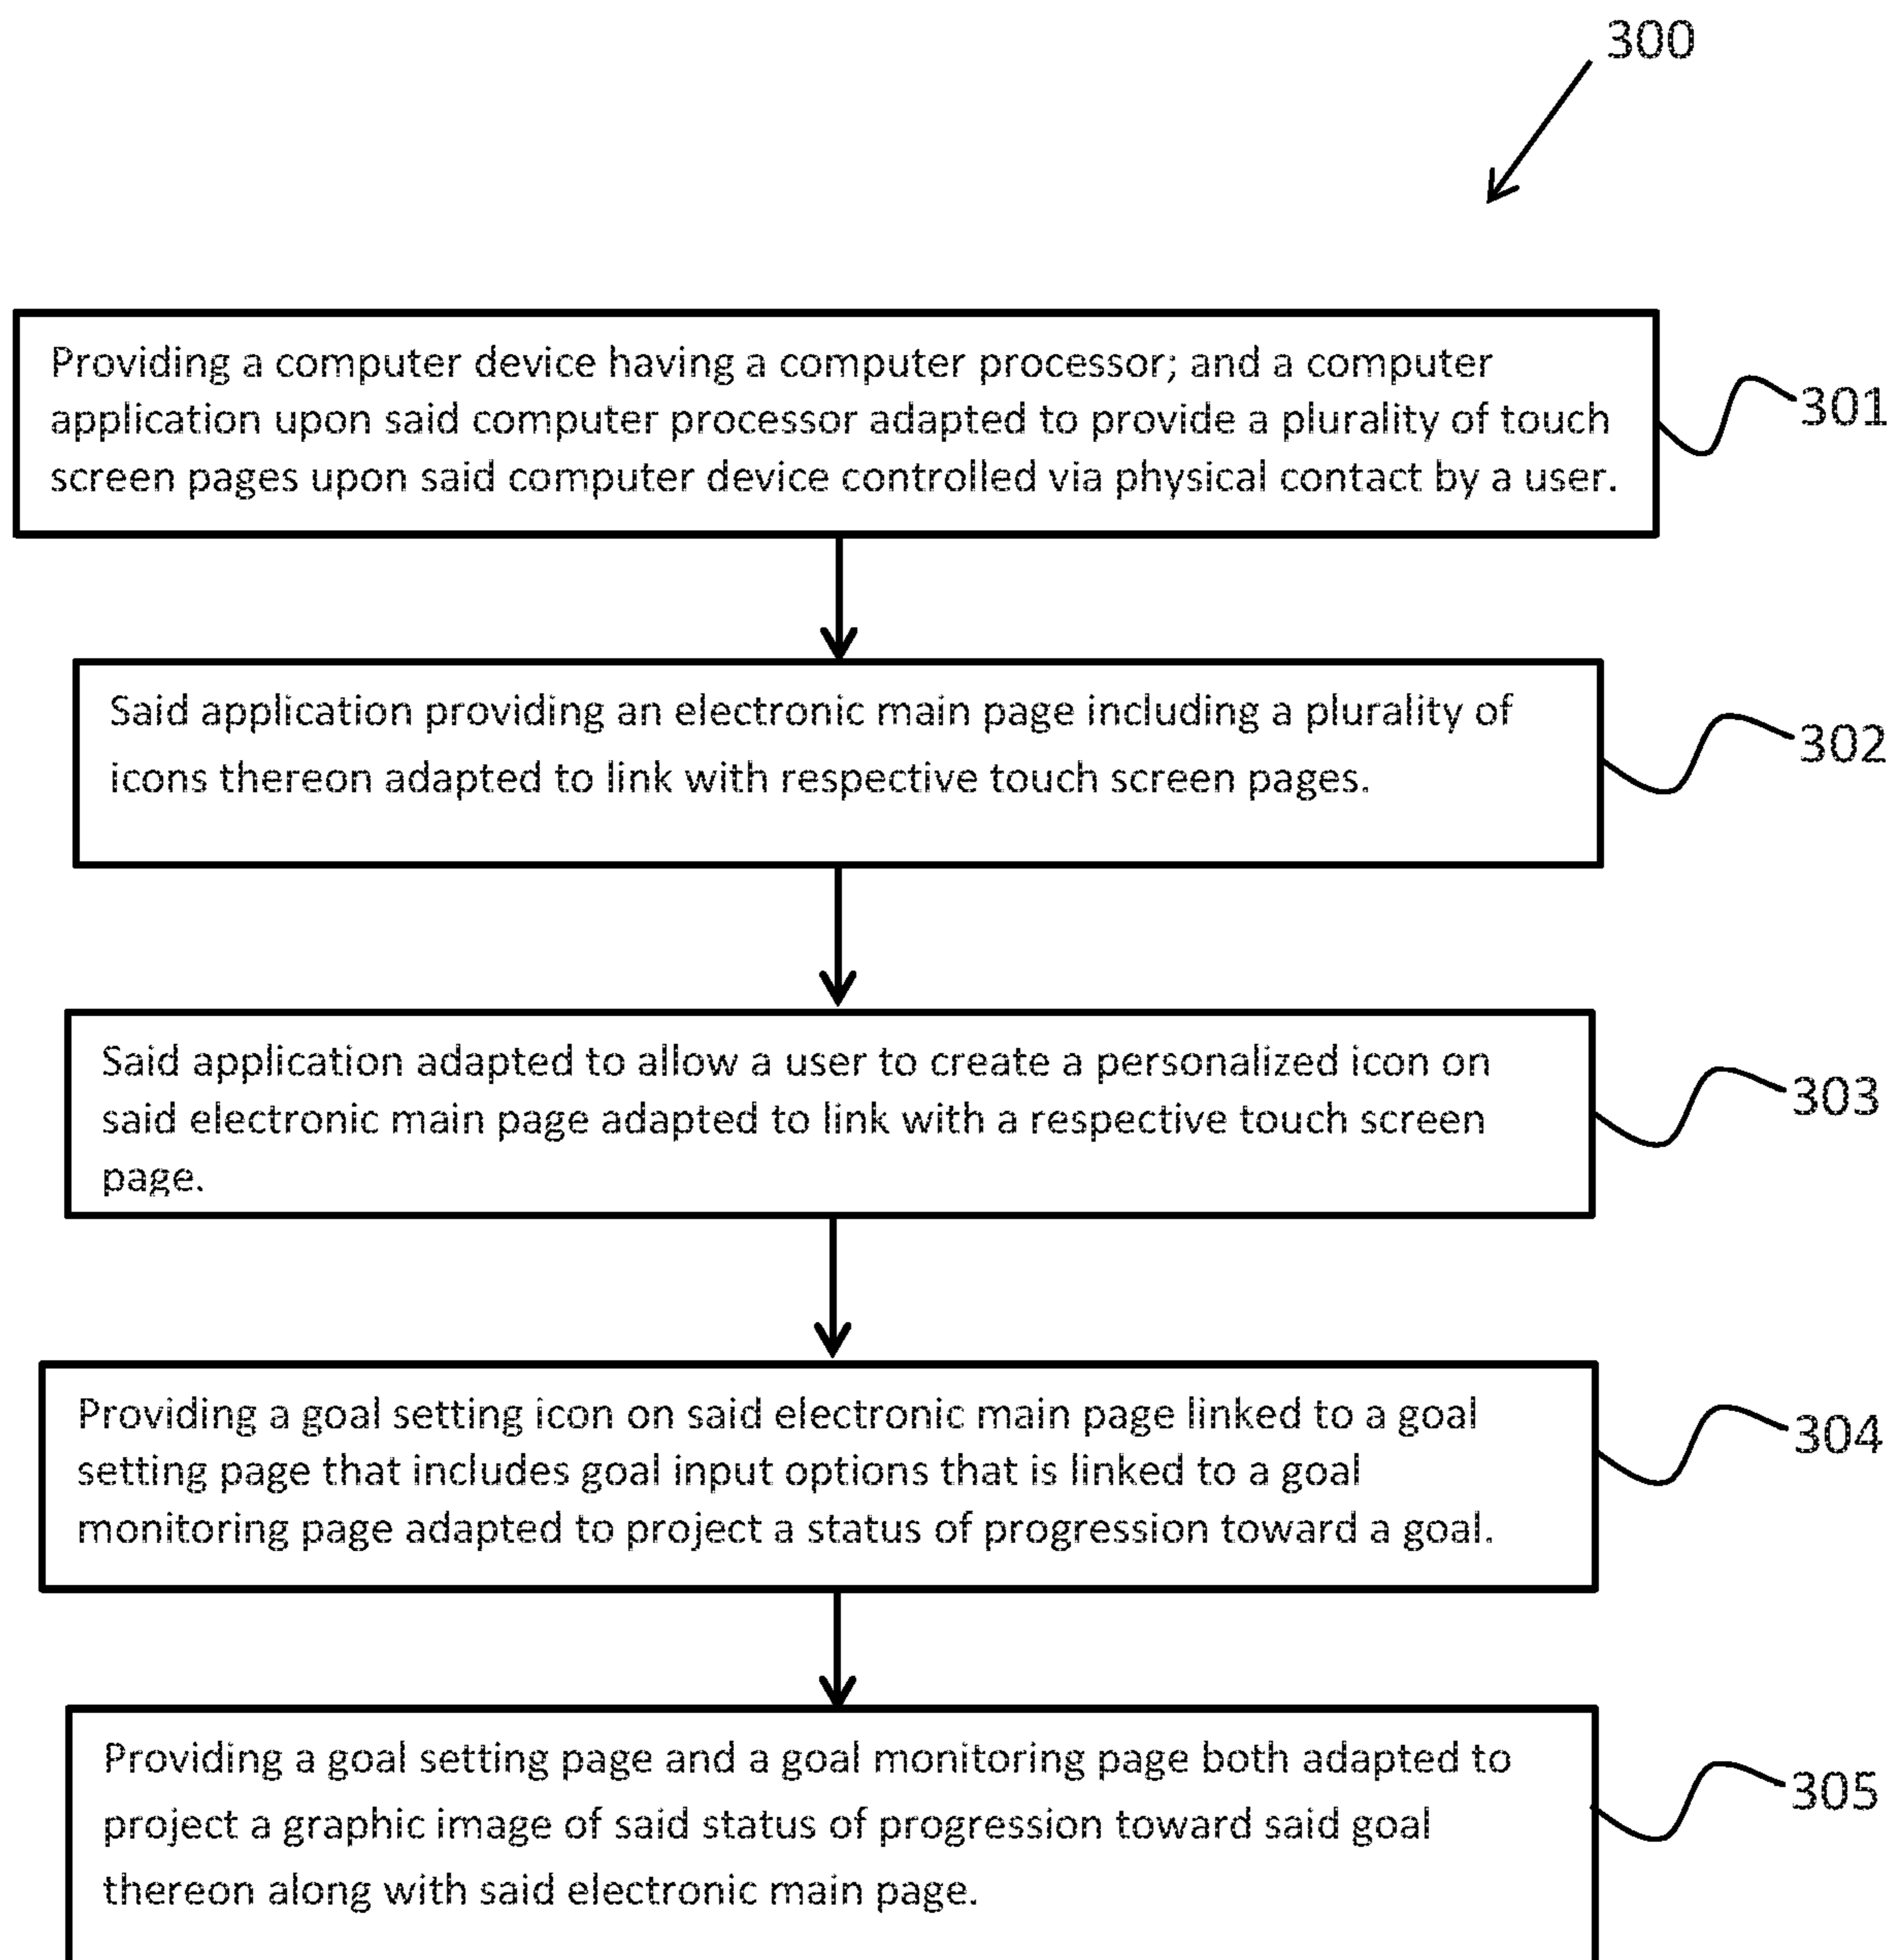 300
Providing a computer device having a computer processor; and a computer
application upon said computer processor adapted to provide a plurality of touch
screen pages upon said computer device controlled via physical contact by a user.
301
Said application providing an electronic main page including a plurality of
icons thereon adapted to link with respective touch screen pages.
302
Said application adapted to allow a user to create a personalized icon on
said electronic main page adapted to link with a respective touch screen
page.
303
Providing a goal setting icon on said electronic main page linked to a goal
setting page that includes goal input options that is linked to a goal
monitoring page adapted to project a status of progression toward a goal.
304
Providing a goal setting page and a goal monitoring page both adapted to
project a graphic image of said status of progression toward said goal
thereon along with said electronic main page.
305